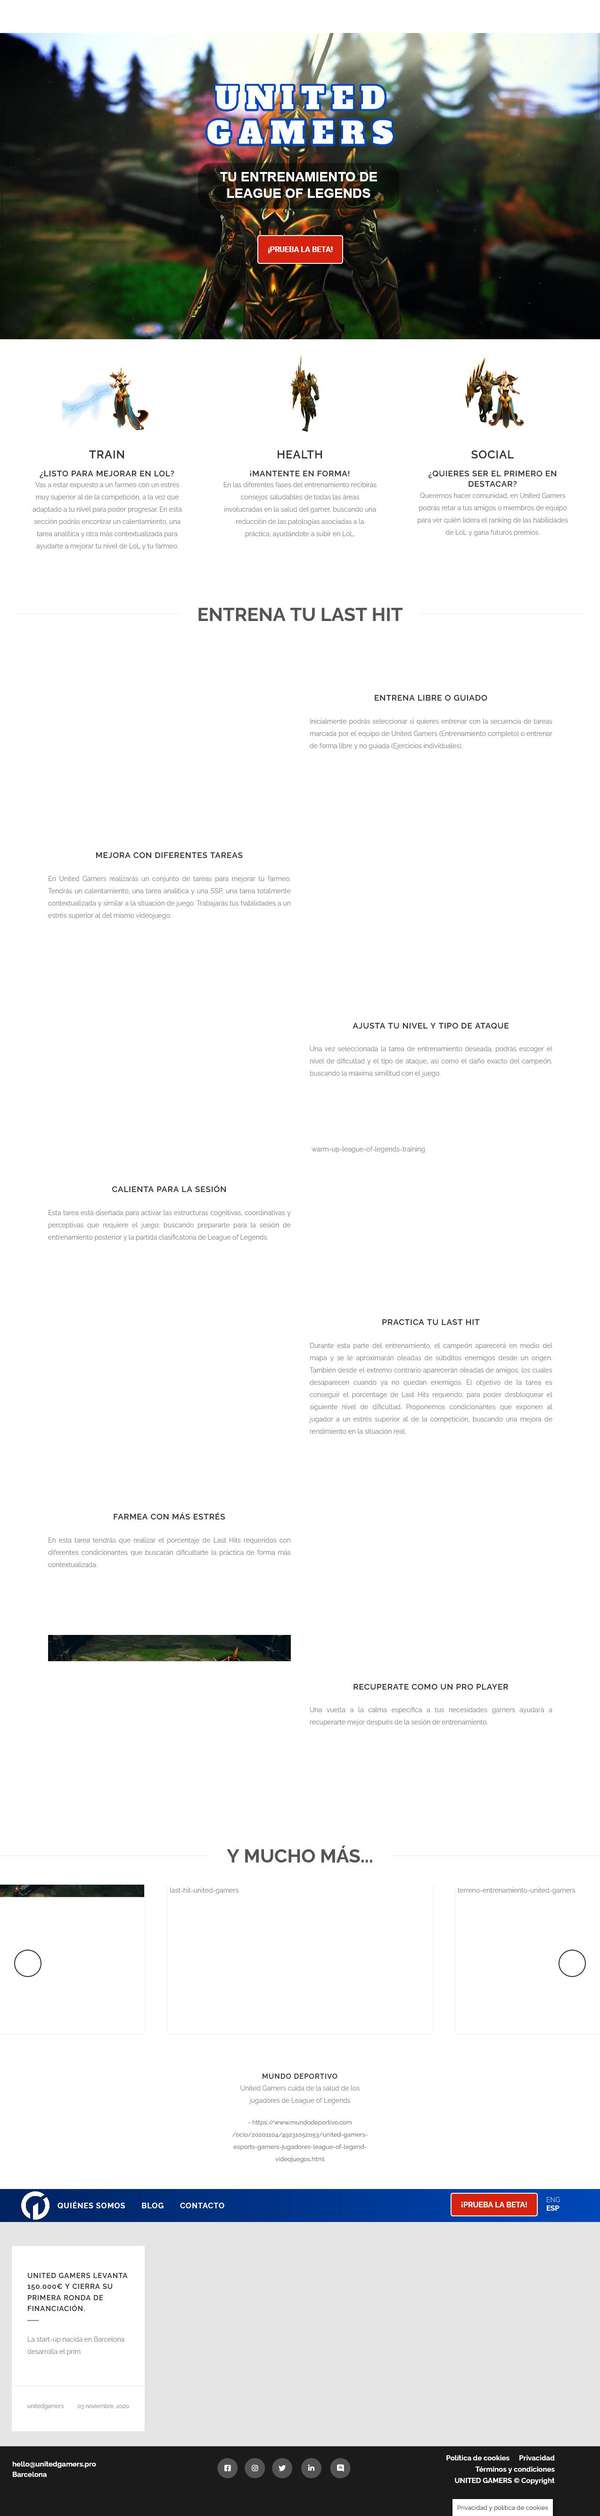 UNITED
GAMERS
TU ENTRENAMIENTO DE
LEAGUE OF LEGENDS
¡PRUEBA LA BETA!
TRAIN
¿LISTO PARA MEJORAR EN LOL?
Vas a estar expuesto a un farmeo con un estres
muy superior al de la competición, a la vez que
adaptado a tu nivel para poder progresar. En esta
sección podrás encontrar un calentamiento, una
tarea analítica y otra más contextualizada para
ayudarte a mejorar tu nivel de LoL y tu farmeo.
HEALTH
¡MANTENTE EN FORMA!
En las diferentes fases del entrenamiento recibirás
consejos saludables de todas las áreas
involucradas en la salud del gamer, buscando una
reducción de las patologías asociadas a la
práctica, ayudándote a subir en LoL.
SOCIAL
¿QUIERES SER EL PRIMERO EN
DESTACAR?
Queremos hacer comunidad, en United Gamers
podrás retar a tus amigos o miembros de equipo
para ver quién lidera el ranking de las habilidades
de LoL y gana futuros premios.
ENTRENA TU LAST HIT
ENTRENA LIBRE O GUIADO
Inicialmente podrás seleccionar si quieres entrenar con la secuencia de tareas
marcada por el equipo de United Gamers (Entrenamiento completo) o entrenar
de forma libre y no guiada (Ejercicios individuales).
MEJORA CON DIFERENTES TAREAS
En United Gamers realizarás un conjunto de tareas para mejorar tu farmeo.
Tendrás un calentamiento, una tarea analítica y una SSP, una tarea totalmente
contextualizada y similar a la situación de juego. Trabajarás tus habilidades a un
estrés superior al del mismo videojuego.
AJUSTA TU NIVEL Y TIPO DE ATAQUE
Una vez seleccionada la tarea de entrenamiento deseada, podrás escoger el
nivel de dificultad y el tipo de ataque, así como el daño exacto del campeón,
buscando la máxima similitud con el juego.
warm-up-league-of-legends-training
CALIENTA PARA LA SESIÓN
Esta tarea está diseñada para activar las estructuras cognitivas, coordinativas y
perceptivas que requiere el juego; buscando prepararte para la sesión de
entrenamiento posterior y la partida clasificatoria de League of Legends.
PRACTICA TU LAST HIT
Durante esta parte del entrenamiento, el campeón aparecerá en medio del
mapa y se le aproximarán oleadas de súbditos enemigos desde un origen.
También desde el extremo contrario aparecerán oleadas de amigos, los cuales
desaparecen cuando ya no quedan enemigos. El objetivo de la tarea es
conseguir el porcentage de Last Hits requerido, para poder desbloquear el
siguiente nivel de dificultad. Proponemos condicionantes que exponen al
jugador a un estrés superior al de la competición, buscando una mejora de
rendimiento en la situación real.
FARMEA CON MÁS ESTRÉS
En esta tarea tendrás que realizar el porcentaje de Last Hits requeridos con
diferentes condicionantes que buscarán dificultarte la práctica de forma más
contextualizada.
RECUPERATE COMO UN PRO PLAYER
Una vuelta a la calma específica a tus necesidades gamers ayudará a
recuperarte mejor después de la sesión de entrenamiento.
Y MUCHO MÁS...
last-hit-united-gamers
terreno-entrenamiento-united-gamers
MUNDO DEPORTIVO
United Gamers cuida de la salud de los
jugadores de League of Legends
- https://www.mundodeportivo.com
/ocio/20201104/49231052053/united-gamers-
esports-gamers-jugadores-league-of-legend-
videojuegos.html
QUIÉNES SOMOS BLOG CONTACTO
¡PRUEBA LA BETA!
ENG
ESP
UNITED GAMERS LEVANTA
150.000€ Y CIERRA SU
PRIMERA RONDA DE
FINANCIACIÓN.
La start-up nacida en Barcelona
desarrolla el prim
unitedgamers 03 noviembre, 2020
hello@unitedgamers.pro
Barcelona
Política de cookies Privacidad
Términos y condiciones
UNITED GAMERS © Copyright
Privacidad y política de cookies